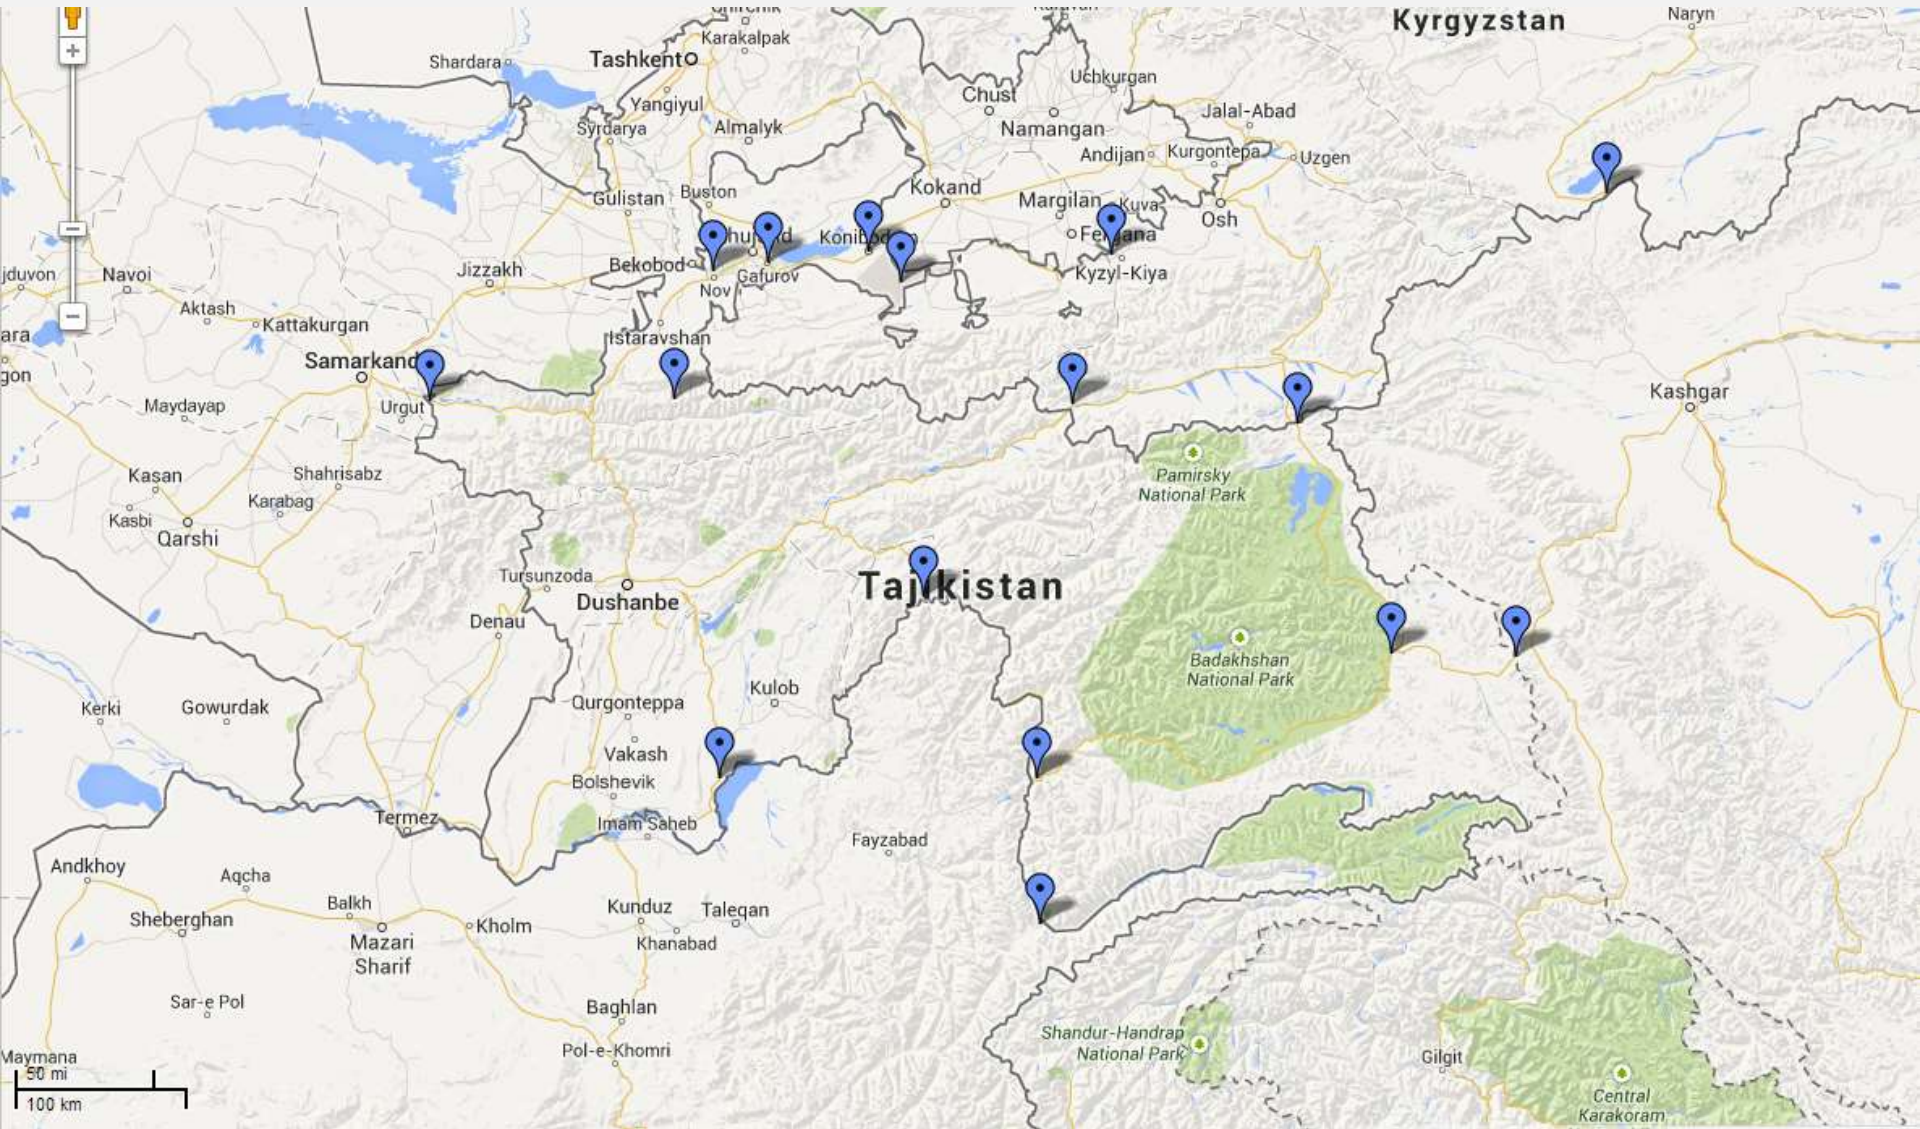 Kyrgyzstan
Naryn
Karakalpak
Tashkent
Shardara
Uchkurgan
Chust
Yangiyul
Jalal-Abad
Syrdarya
Almalyk
Namangan
Andijan
Kurgontepa
Uzgen
Kokand
Buston
Gulistan
Margilan
Kuva
Osh
Bekobod
Gafurov
Kyzyl-Kiya
Jizzakh
Navoi
Nov
Aktash
Kattakurgan
Istaravshan
Samarkand
Kashgar
Maydayap
Urgut
Kasan
Shahrisabz
Karabag
Pamirsky
National Park
Kasbi
Qarshi
Tursunzoda
Tajikistan
Dushanbe
Denau
Badakhshan
National Park
Kulob
Kerki
Gowurdak
Qurgonteppa
Vakash
Bolshevik
Termez
Imam Saheb
Fayzabad
Andkhoy
Aqcha
Balkh
Sheberghan
Kholm
Kunduz
Taleqan
Khanabad
Mazari
Sharif
Sar-e Pol
Baghlan
Shandur-Handrap
National Park
Pol-e-Khomri
Gilgit
Maymana
50 mi
100 km
Central
Karakoram